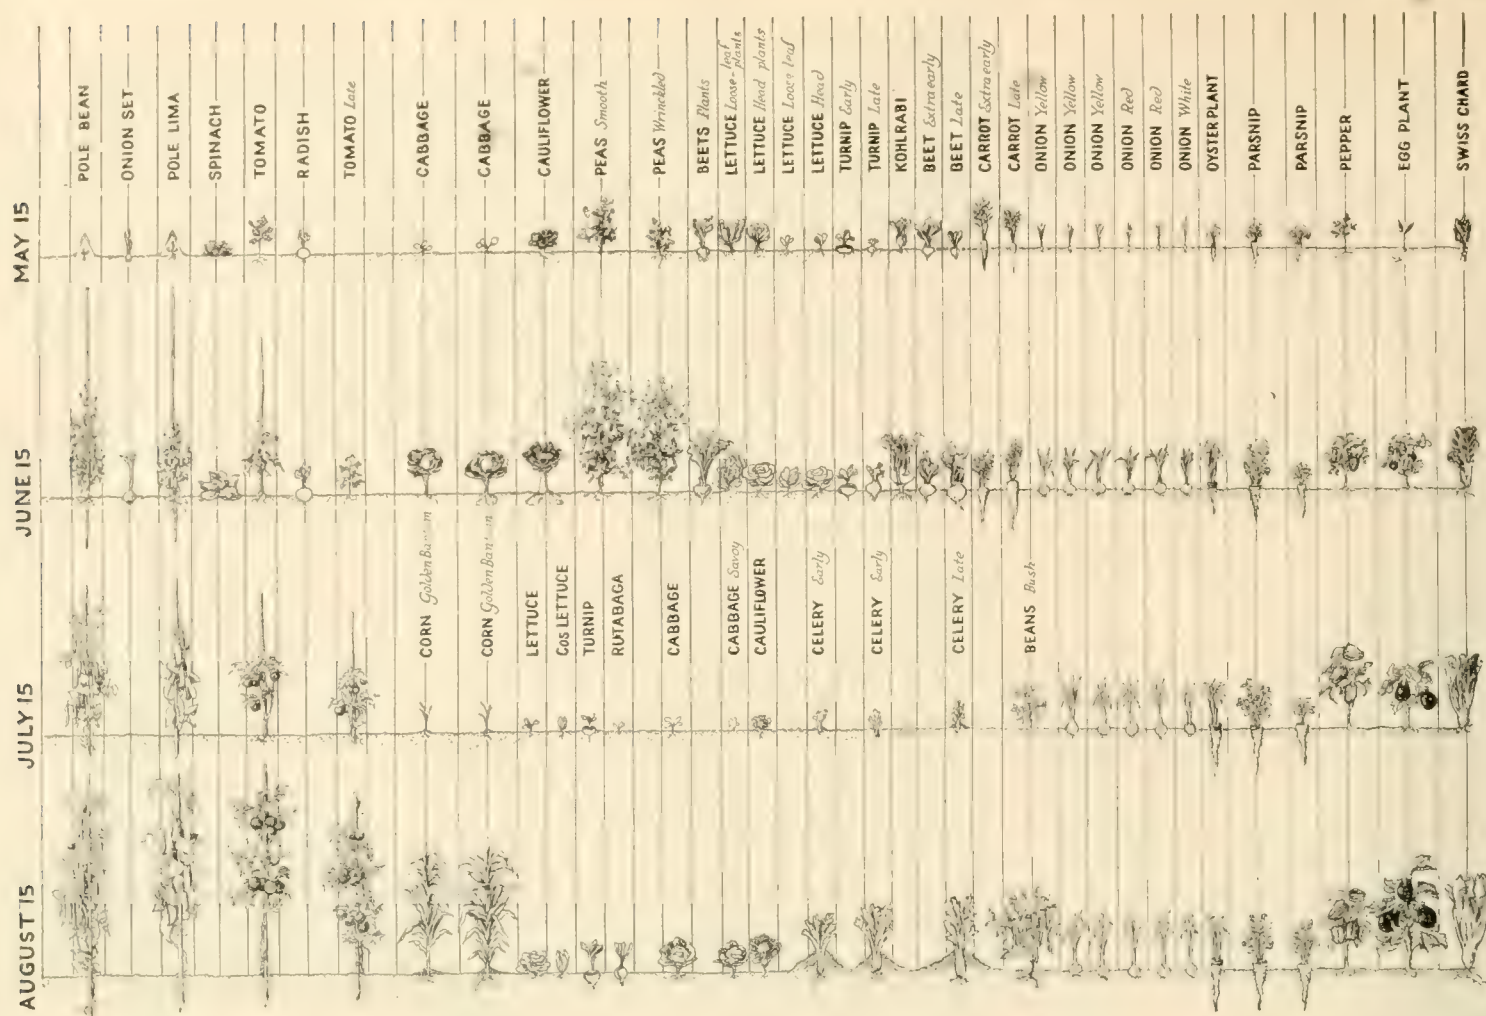 MAY 15
POLE BEAN
ONION SET
POLE LIMA
SPINACH
TOMATO
RADISH
TOMATO Late
CABBAGE
CABBAGE
CAULIFLOWER
PEAS Smooth
PEAS Wrinckled
BEETS Plants
LETTUCE Loose-leaf plants
LETTUCE Head plants
LETTUCE Loose leaf
LETTUCE Head
TURNIP Early
TURNIP Late
KOHLRABI
BEET Extra early
BEET Late
CARROT Extra early
CARROT Late
ONION Yellow
ONION Yellow
ONION Yellow
ONION Red
ONION Red
ONION White
OYSTER PLANT
PARSNIP
PARSNIP
PEPPER
EGG PLANT
SWISS CHARD
JUNE 15
JULY 15
CORN Golden
CORN Golden
LETTUCE
COS LETTUCE
TURNIP
RUTABAGA
CABBAGE
CABBAGE Savoy
CAULIFLOWER
CELERY Early
CELERY Early
CELERY Late
BEANS Bush
AUGUST 15